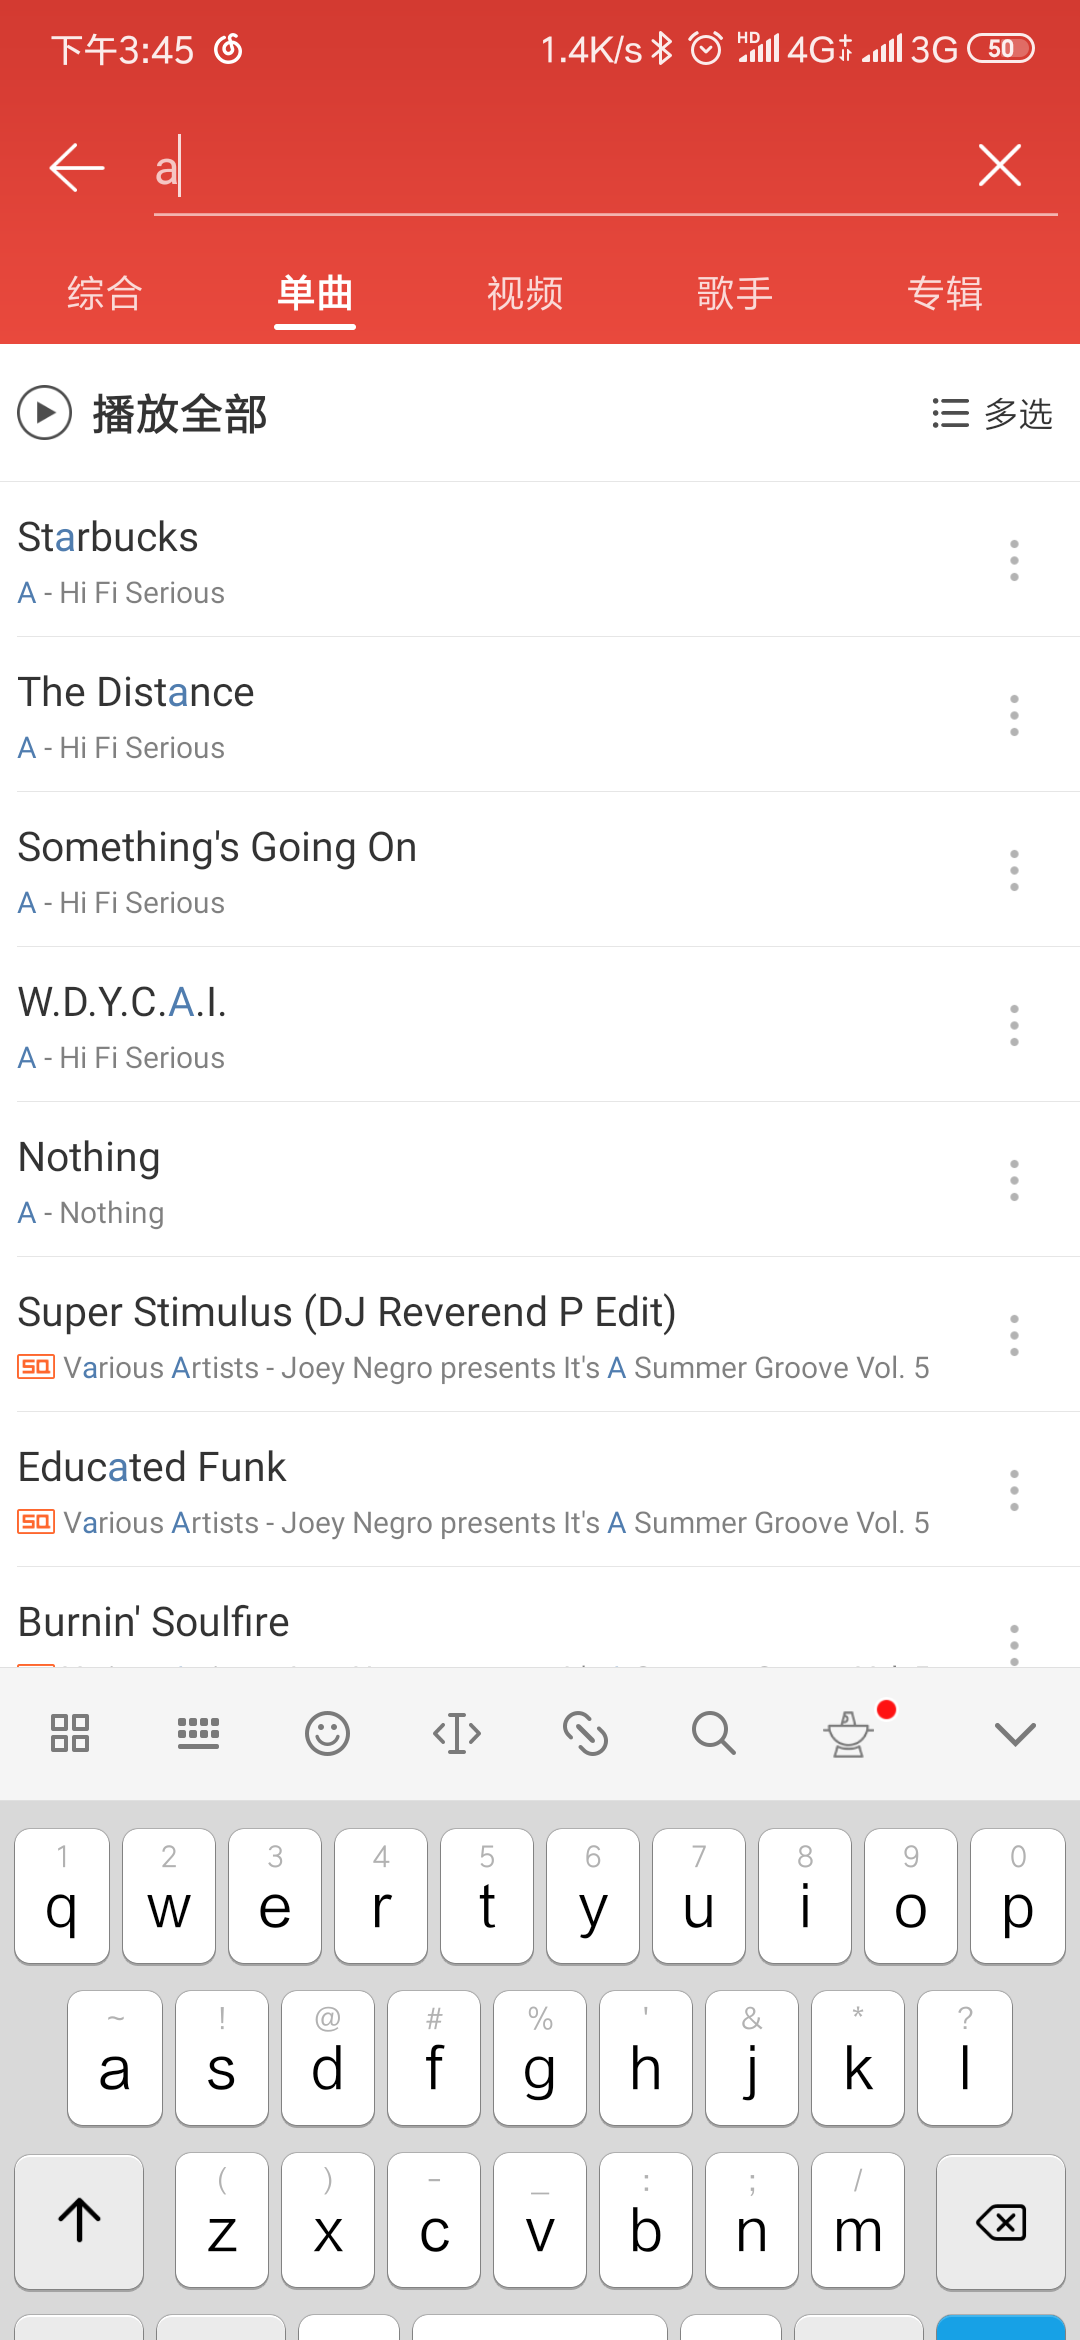 下午3:45 1.4K/s HD 4G 3G 50
a
综合 单曲 视频 歌手 专辑
播放全部 多选
Starbucks
A - Hi Fi Serious
The Distance
A - Hi Fi Serious
Something's Going On
A - Hi Fi Serious
W.D.Y.C.A.I.
A - Hi Fi Serious
Nothing
A - Nothing
Super Stimulus (DJ Reverend P Edit)
SQ Various Artists - Joey Negro presents It's A Summer Groove Vol. 5
Educated Funk
SQ Various Artists - Joey Negro presents It's A Summer Groove Vol. 5
Burnin' Soulfire
1 2 3 4 5 6 7 8 9 0
q w e r t y u i o p
~ ! @ # % ' & * ?
a s d f g h j k l
( ) - _ : ; /
z x c v b n m